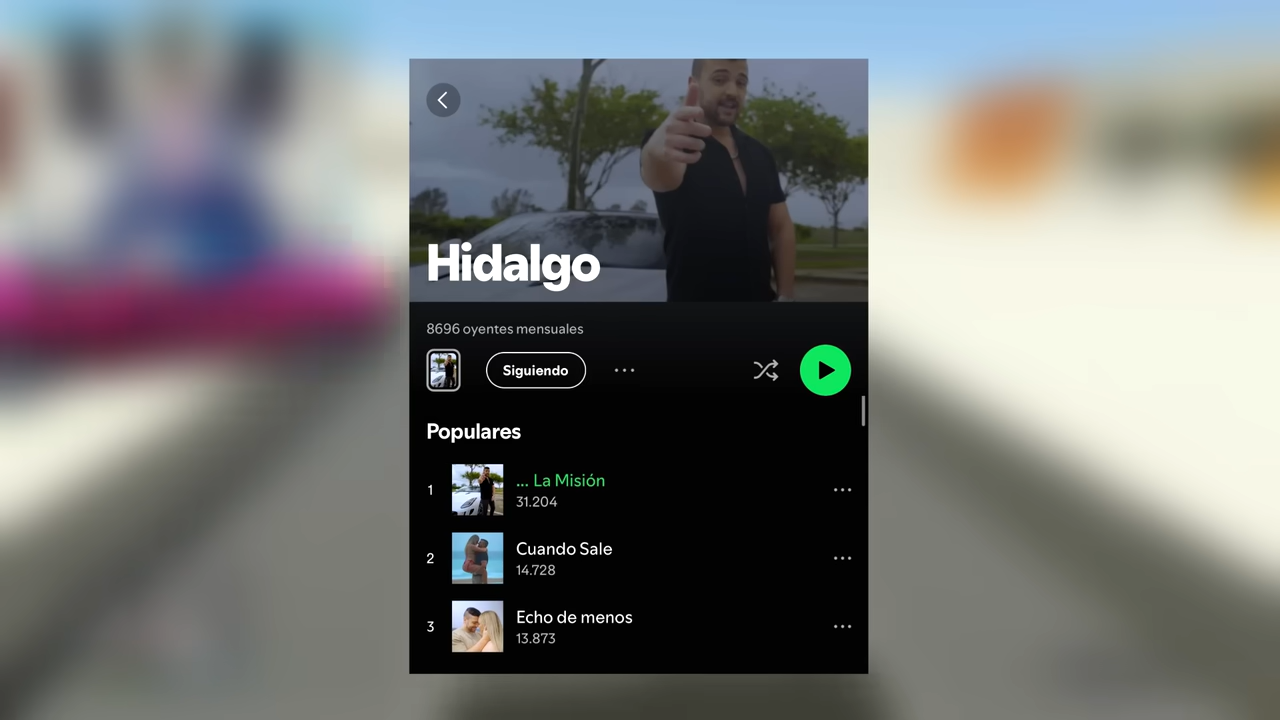 Hidalgo
8696 oyentes mensuales
Siguiendo
Populares
1
... La Misión
31.204
2
Cuando Sale
14.728
3
Echo de menos
13.873